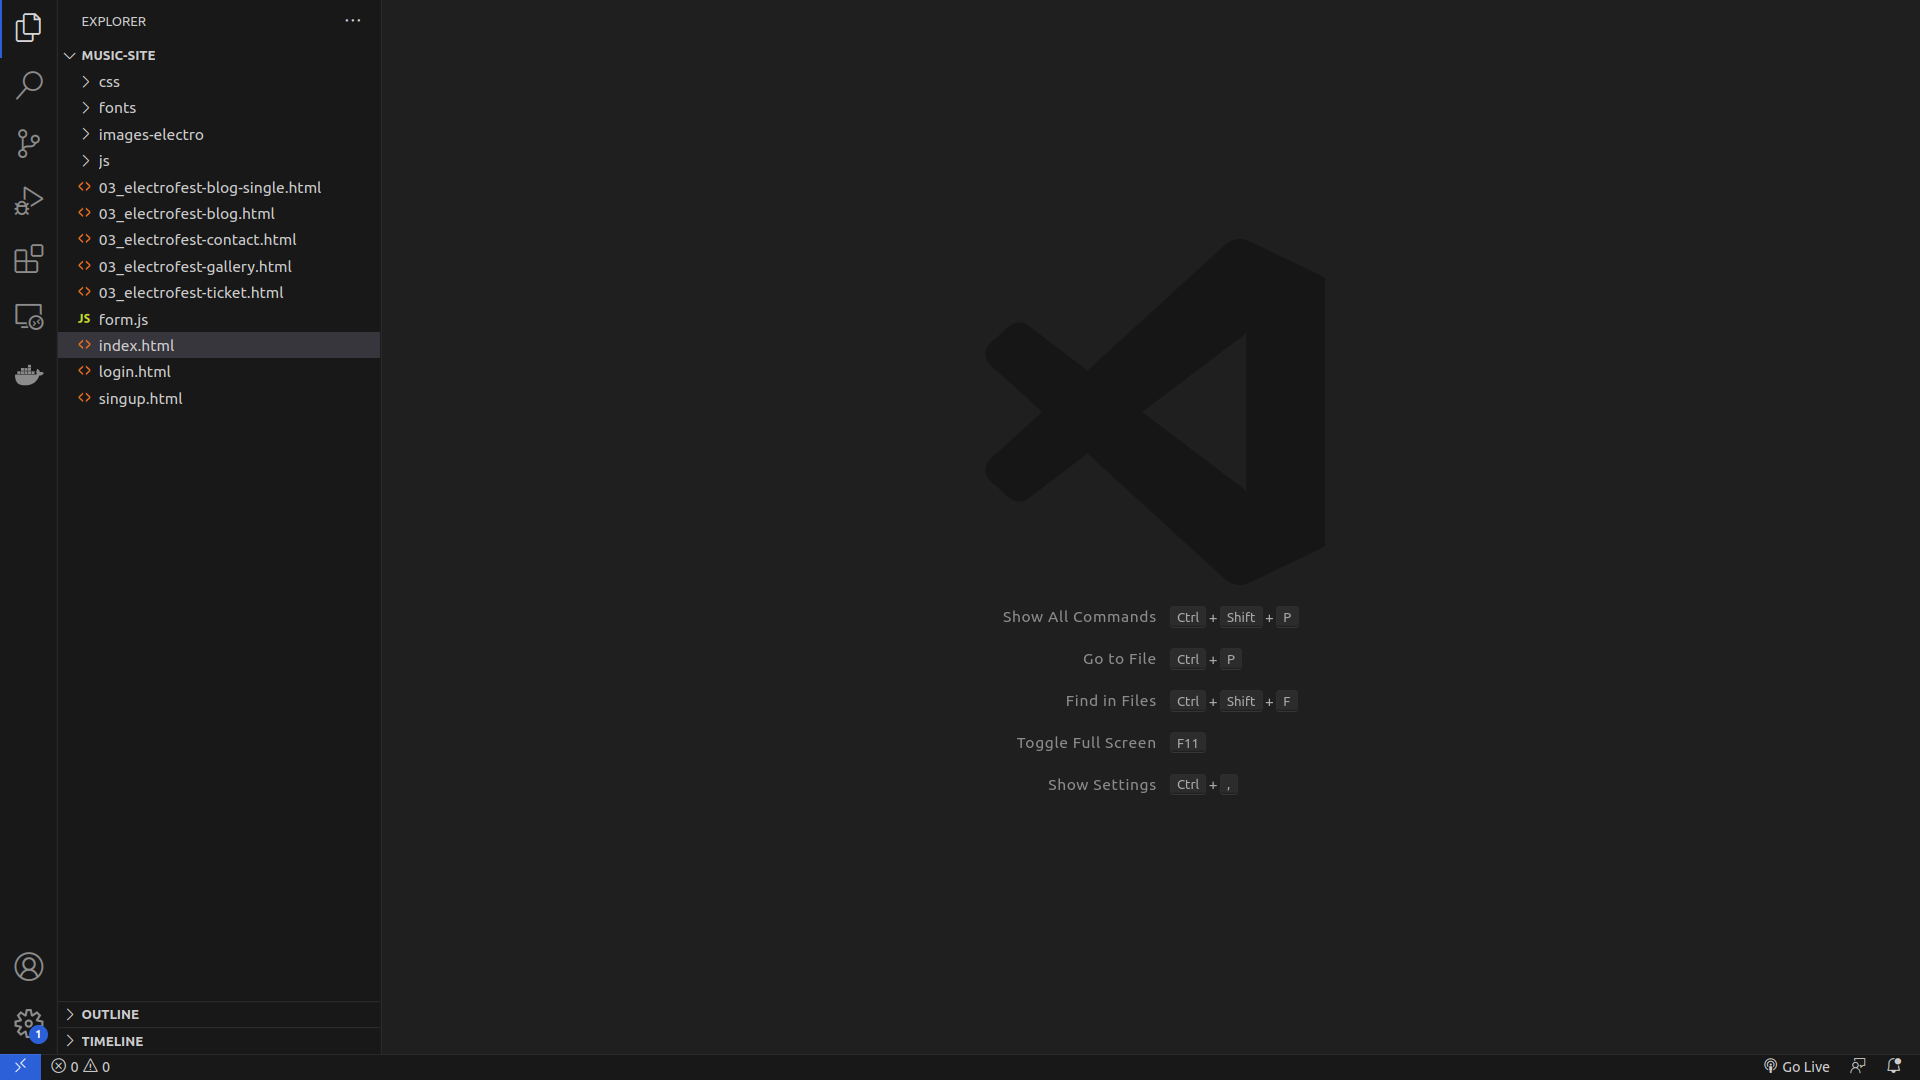 EXPLORER
MUSIC-SITE
css
fonts
images-electro
js
03_electrofest-blog-single.html
03_electrofest-blog.html
03_electrofest-contact.html
03_electrofest-gallery.html
03_electrofest-ticket.html
JS form.js
index.html
login.html
singup.html
Show All Commands Ctrl + Shift + P
Go to File Ctrl + P
Find in Files Ctrl + Shift + F
Toggle Full Screen F11
Show Settings Ctrl + ,
OUTLINE
1
TIMELINE
0 0 Go Live